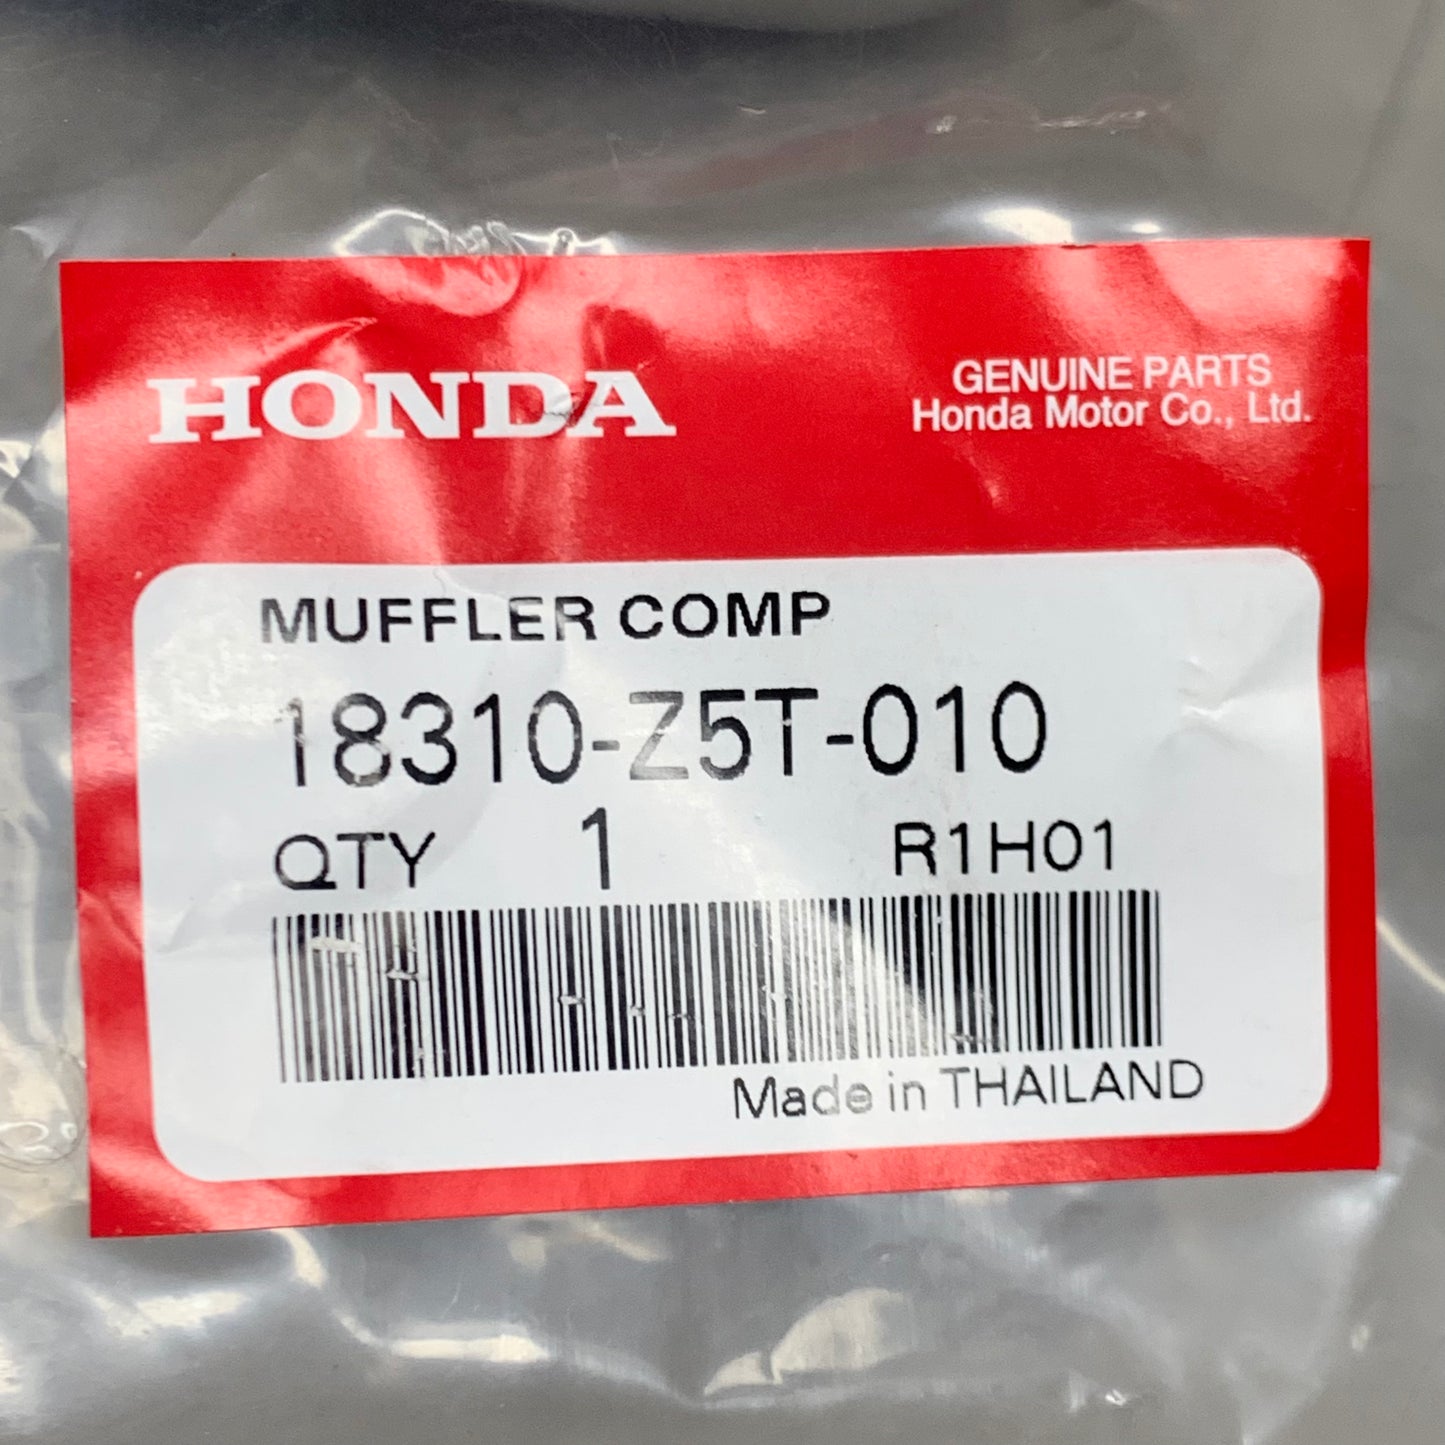 HONDA
GENUINE PARTS
Honda Motor Co., Ltd.
MUFFLER COMP
18310-Z5T-010
QTY 1 R1H01
Made in THAILAND